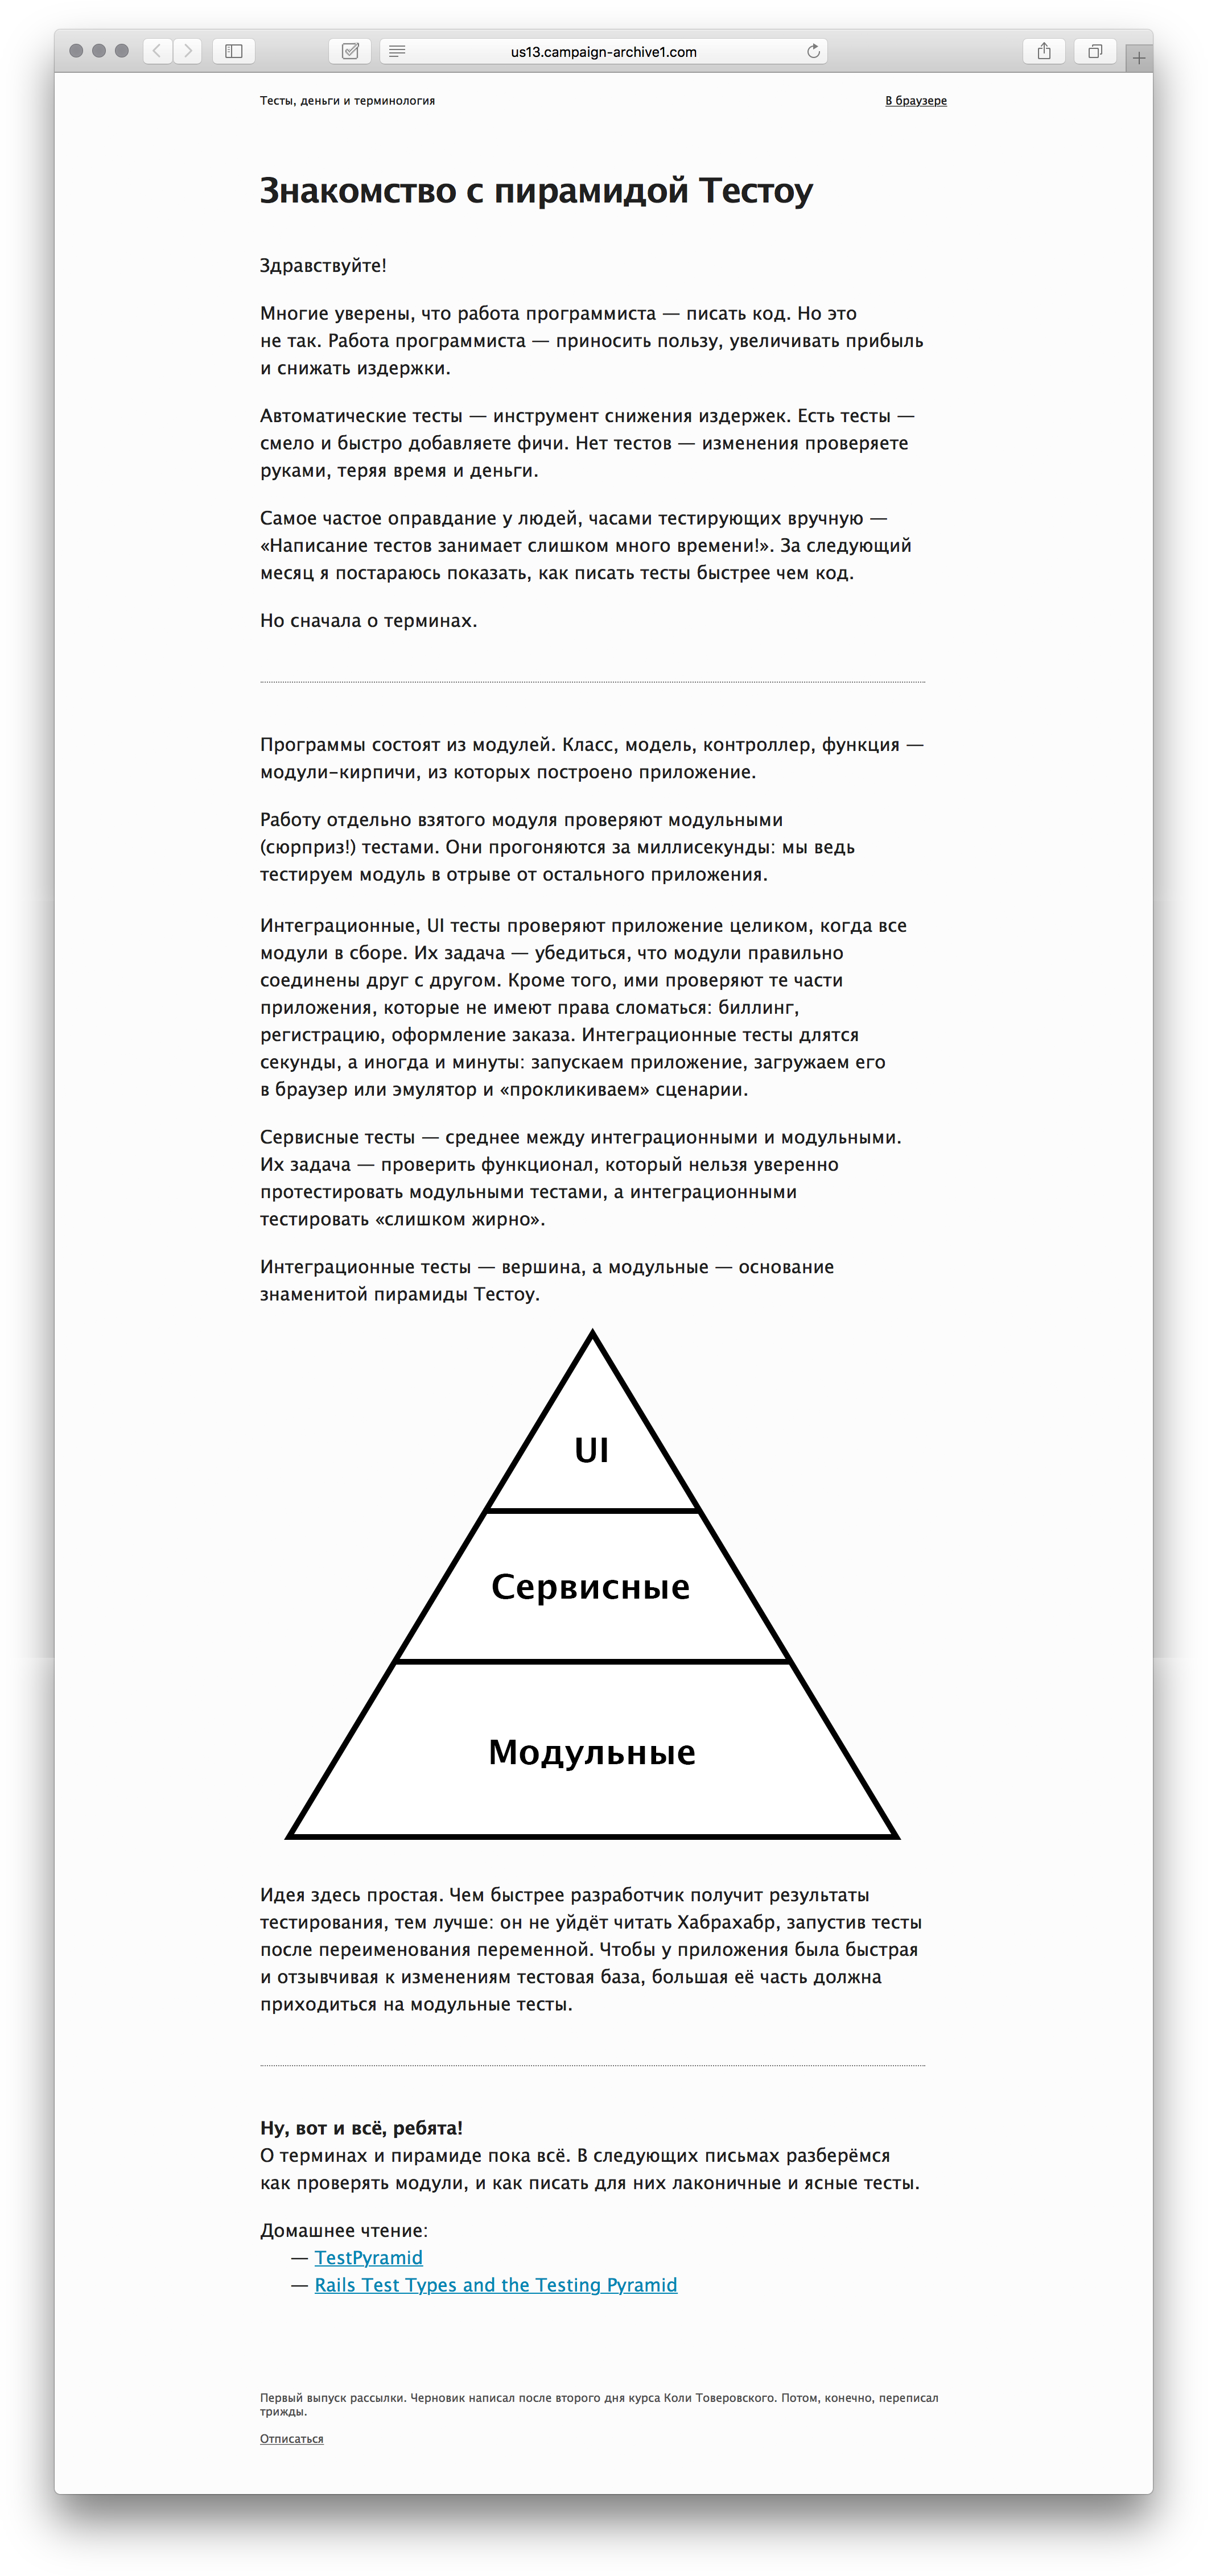 us13.campaign-archive1.com
Тесты, деньги и терминология
В браузере
Знакомство с пирамидой Тестоу
Здравствуйте!
Многие уверены, что работа программиста — писать код. Но это
не так. Работа программиста — приносить пользу, увеличивать прибыль
и снижать издержки.
Автоматические тесты — инструмент снижения издержек. Есть тесты —
смело и быстро добавляете фичи. Нет тестов — изменения проверяете
руками, теряя время и деньги.
Самое частое оправдание у людей, часами тестирующих вручную —
«Написание тестов занимает слишком много времени!». За следующий
месяц я постараюсь показать, как писать тесты быстрее чем код.
Но сначала о терминах.
Программы состоят из модулей. Класс, модель, контроллер, функция —
модули-кирпичи, из которых построено приложение.
Работу отдельно взятого модуля проверяют модульными
(сюрприз!) тестами. Они прогоняются за миллисекунды: мы ведь
тестируем модуль в отрыве от остального приложения.
Интеграционные, UI тесты проверяют приложение целиком, когда все
модули в сборе. Их задача — убедиться, что модули правильно
соединены друг с другом. Кроме того, ими проверяют те части
приложения, которые не имеют права сломаться: биллинг,
регистрацию, оформление заказа. Интеграционные тесты длятся
секунды, а иногда и минуты: запускаем приложение, загружаем его
в браузер или эмулятор и «прокликиваем» сценарии.
Сервисные тесты — среднее между интеграционными и модульными.
Их задача — проверить функционал, который нельзя уверенно
протестировать модульными тестами, а интеграционными
тестировать «слишком жирно».
Интеграционные тесты — вершина, а модульные — основание
знаменитой пирамиды Тестоу.
UI
Сервисные
Модульные
Идея здесь простая. Чем быстрее разработчик получит результаты
тестирования, тем лучше: он не уйдёт читать Хабрахабр, запустив тесты
после переименования переменной. Чтобы у приложения была быстрая
и отзывчивая к изменениям тестовая база, большая её часть должна
приходиться на модульные тесты.
Ну, вот и всё, ребята!
О терминах и пирамиде пока всё. В следующих письмах разберёмся
как проверять модули, и как писать для них лаконичные и ясные тесты.
Домашнее чтение:
— TestPyramid
— Rails Test Types and the Testing Pyramid
Первый выпуск рассылки. Черновик написал после второго дня курса Коли Товеровского. Потом, конечно, переписал
трижды.
Отписаться